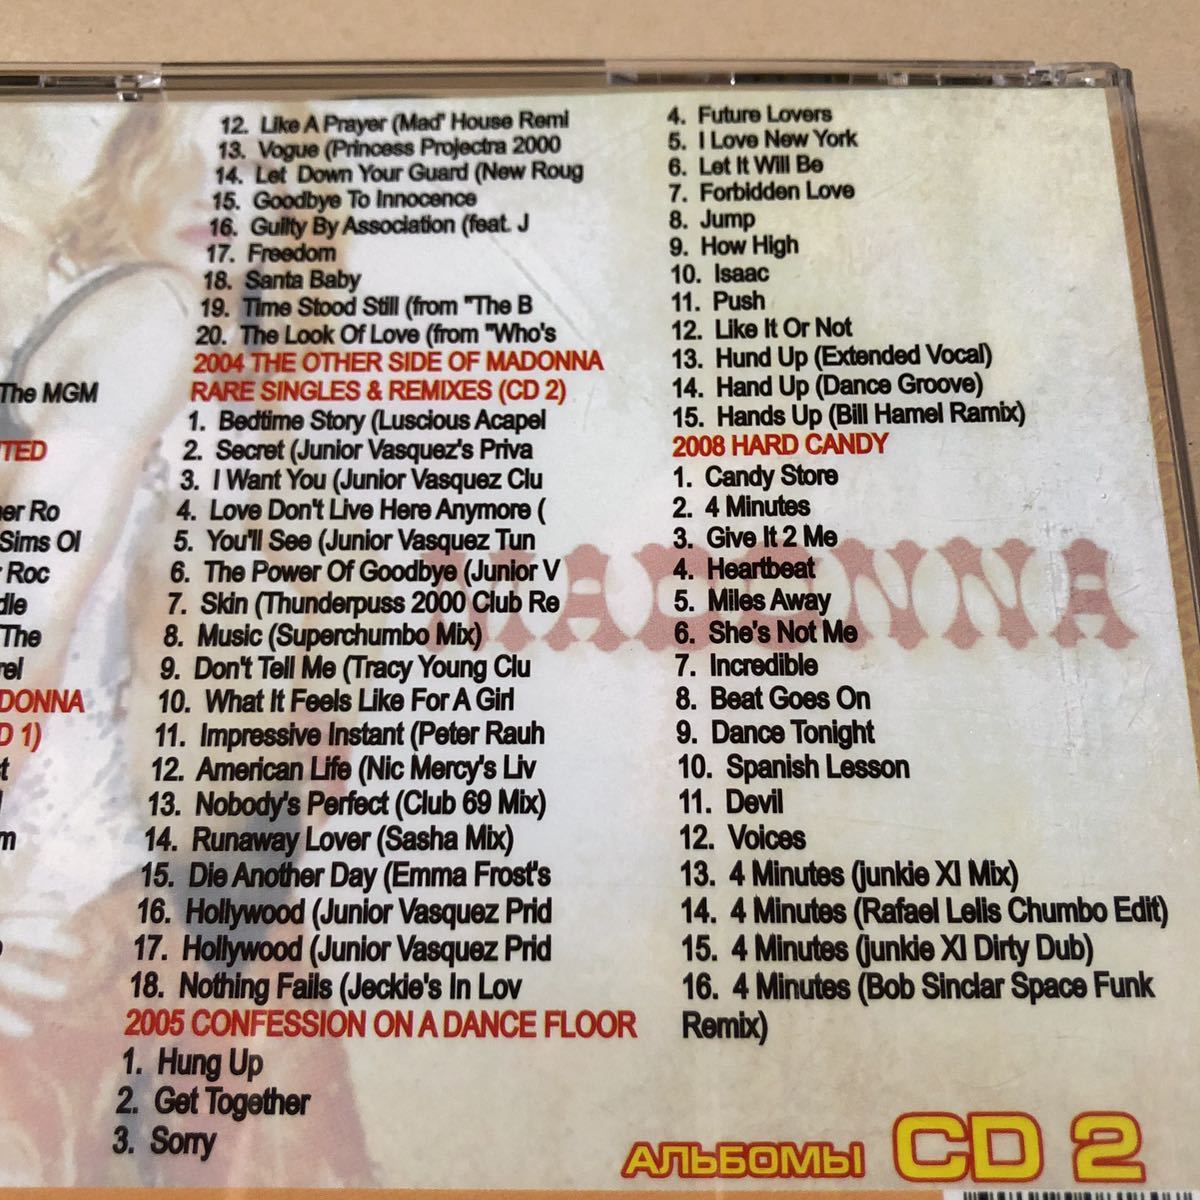 The MGM
TED
er Ro
Sims Ol
Roc
dle
The
rel
DONNA
D 1)
t
m
12. Like A Prayer (Mad' House Remi
13. Vogue (Princess Projectra 2000
14. Let Down Your Guard (New Roug
15. Goodbye To Innocence
16. Guilty By Association (feat. J
17. Freedom
18. Santa Baby
19. Time Stood Still (from "The B
20. The Look Of Love (from "Who's
2004 THE OTHER SIDE OF MADONNA
RARE SINGLES & REMIXES (CD 2)
1. Bedtime Story (Luscious Acapel
2. Secret (Junior Vasquez's Priva
3. I Want You (Junior Vasquez Clu
4. Love Don't Live Here Anymore (
5. You'll See (Junior Vasquez Tun
6. The Power Of Goodbye (Junior V
7. Skin (Thunderpuss 2000 Club Re
8. Music (Superchumbo Mix)
9. Don't Tell Me (Tracy Young Clu
10. What It Feels Like For A Girl
11. Impressive Instant (Peter Rauh
12. American Life (Nic Mercy's Liv
13. Nobody's Perfect (Club 69 Mix)
14. Runaway Lover (Sasha Mix)
15. Die Another Day (Emma Frost's
16. Hollywood (Junior Vasquez Prid
17. Hollywood (Junior Vasquez Prid
18. Nothing Fails (Jeckie's In Lov
2005 CONFESSION ON A DANCE FLOOR
1. Hung Up
2. Get Together
3. Sorry
4. Future Lovers
5. I Love New York
6. Let It Will Be
7. Forbidden Love
8. Jump
9. How High
10. Isaac
11. Push
12. Like It Or Not
13. Hund Up (Extended Vocal)
14. Hand Up (Dance Groove)
15. Hands Up (Bill Hamel Ramix)
2008 HARD CANDY
1. Candy Store
2. 4 Minutes
3. Give It 2 Me
4. Heartbeat
5. Miles Away
6. She's Not Me
7. Incredible
8. Beat Goes On
9. Dance Tonight
10. Spanish Lesson
11. Devil
12. Voices
13. 4 Minutes (junkie XI Mix)
14. 4 Minutes (Rafael Lelis Chumbo Edit)
15. 4 Minutes (junkie XI Dirty Dub)
16. 4 Minutes (Bob Sinclar Space Funk
Remix)
MADONNA
АЛЬБОМЫ CD 2